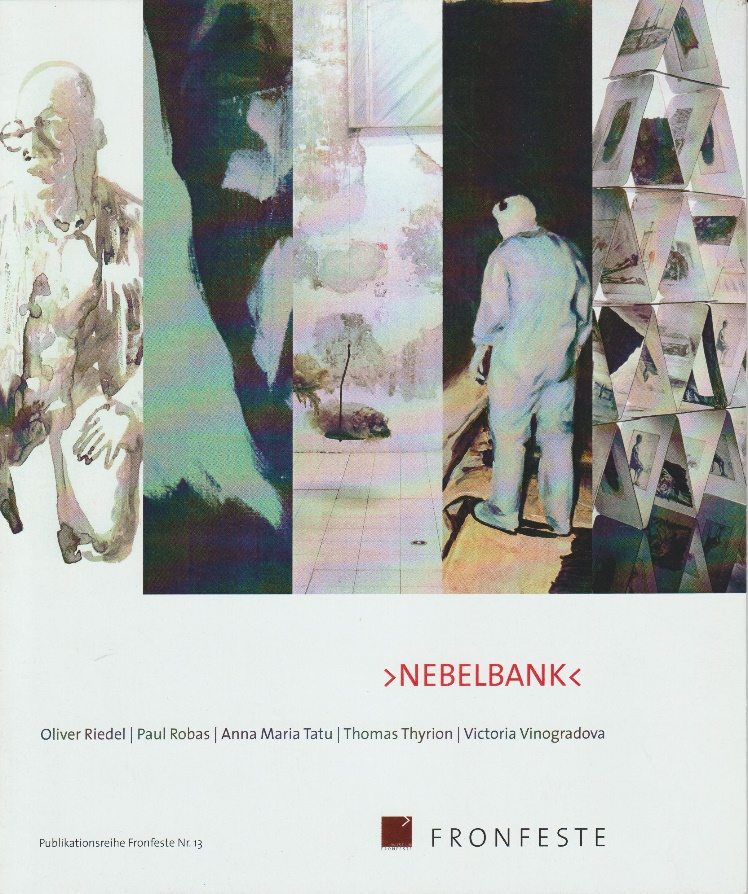 >NEBELBANK<
Oliver Riedel | Paul Robas | Anna Maria Tatu | Thomas Thyrion | Victoria Vinogradova
FRONFESTE
Publikationsreihe Fronfeste Nr. 13